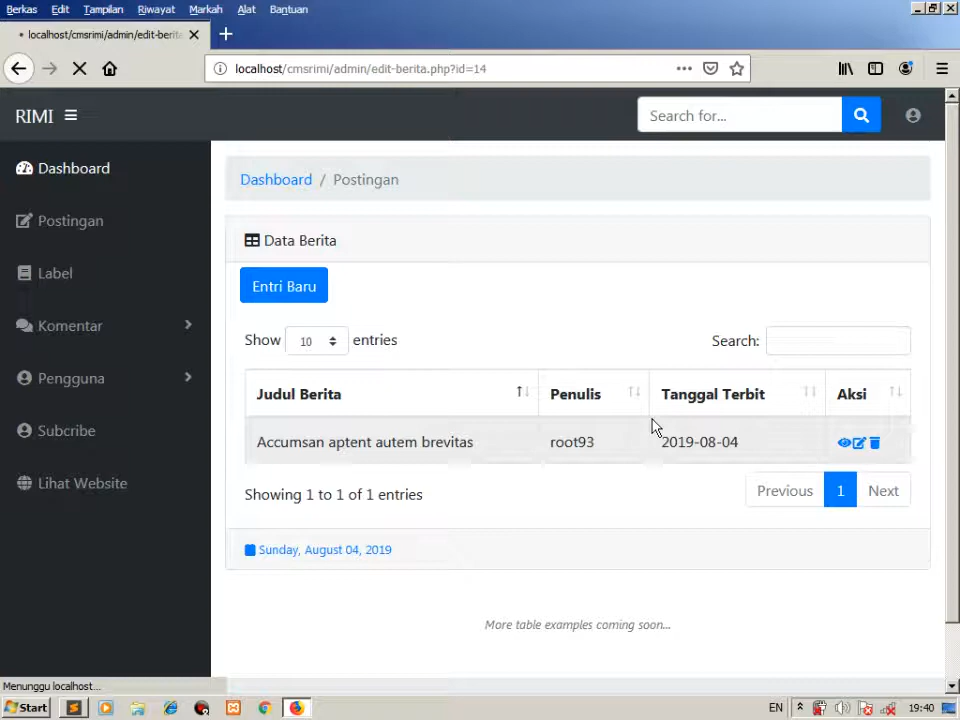 Berkas Edit Tampilan Riwayat Markah Alat Bantuan
localhost/cmsrimi/admin/edit-berita
localhost/cmsrimi/admin/edit-berita.php?id=14
RIMI
Search for...
Dashboard
Postingan
Label
Komentar
Pengguna
Subcribe
Lihat Website
Dashboard / Postingan
Data Berita
Entri Baru
Show 10 entries
Search:
Judul Berita Penulis Tanggal Terbit Aksi
Accumsan aptent autem brevitas root93 2019-08-04
Showing 1 to 1 of 1 entries
Previous 1 Next
Sunday, August 04, 2019
More table examples coming soon...
Menunggu localhost...
Start EN 19:40